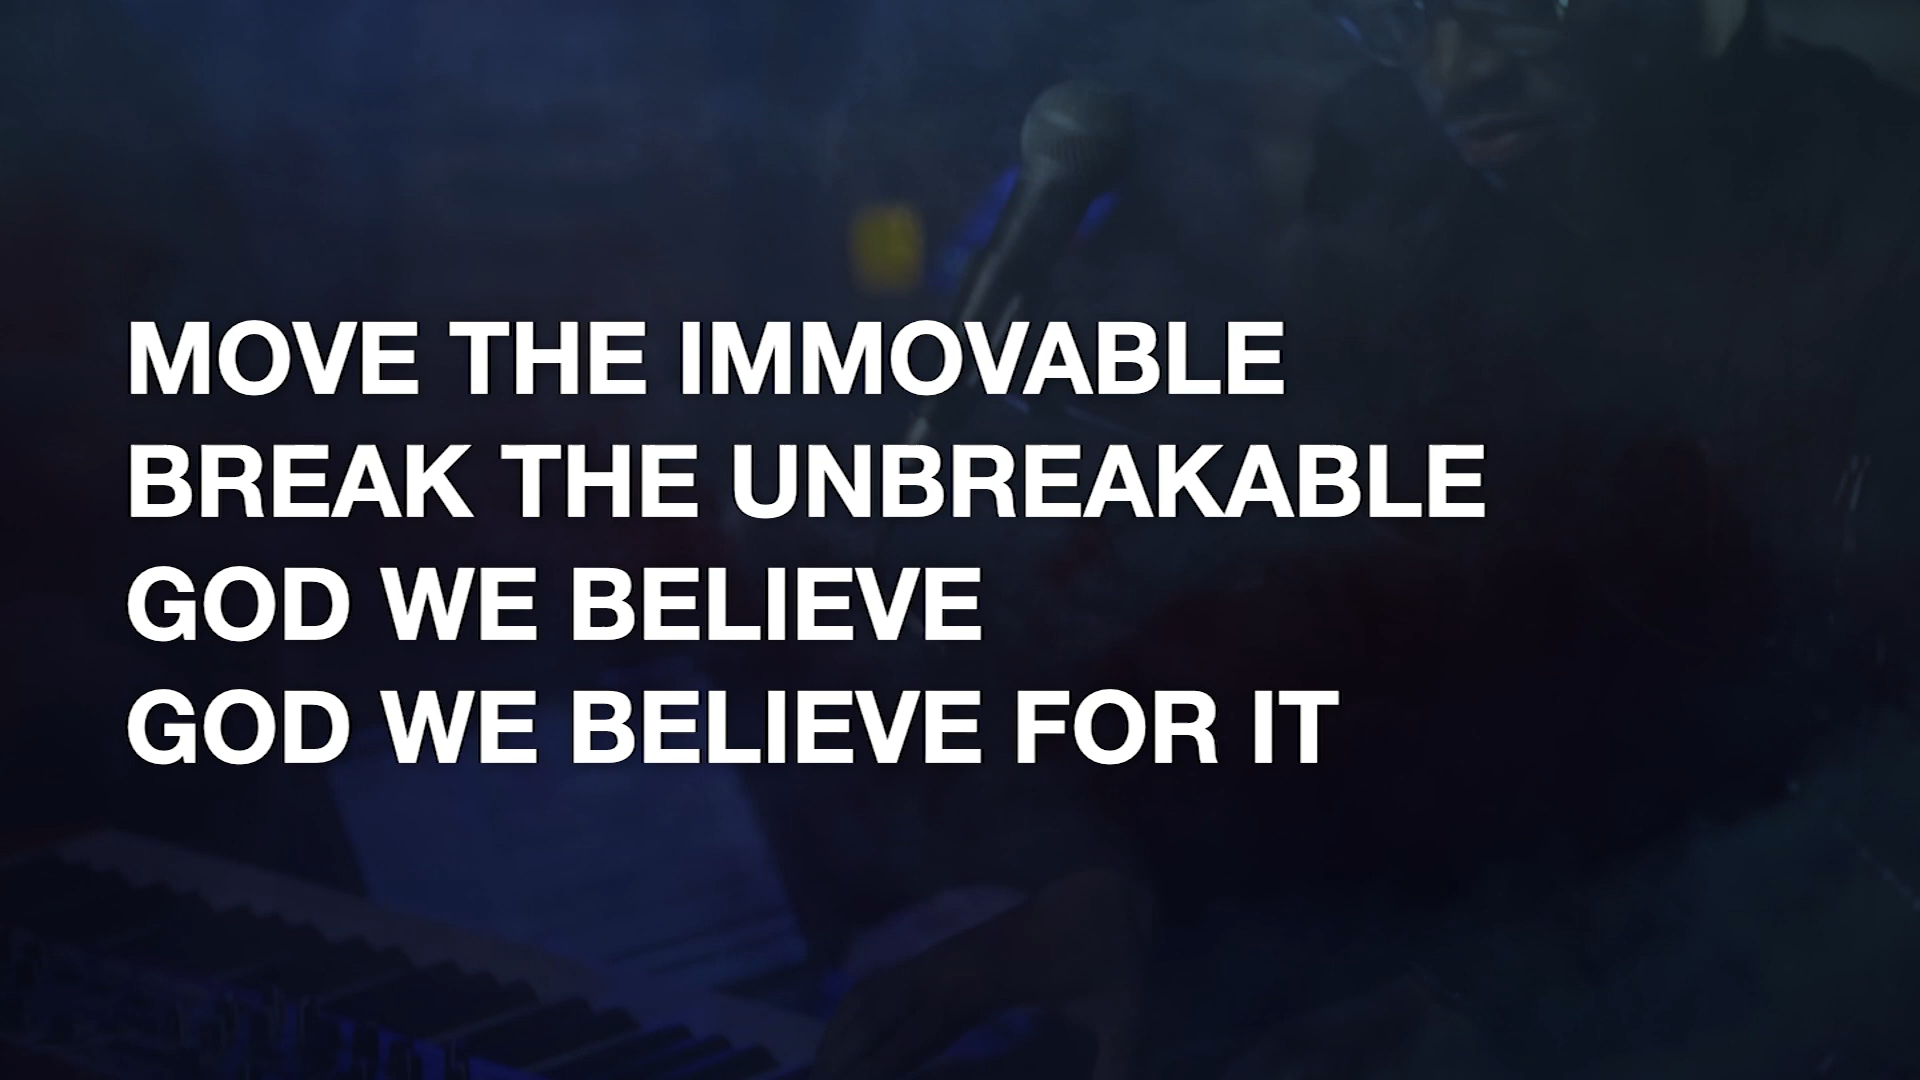 MOVE THE IMMOVABLE
BREAK THE UNBREAKABLE
GOD WE BELIEVE
GOD WE BELIEVE FOR IT